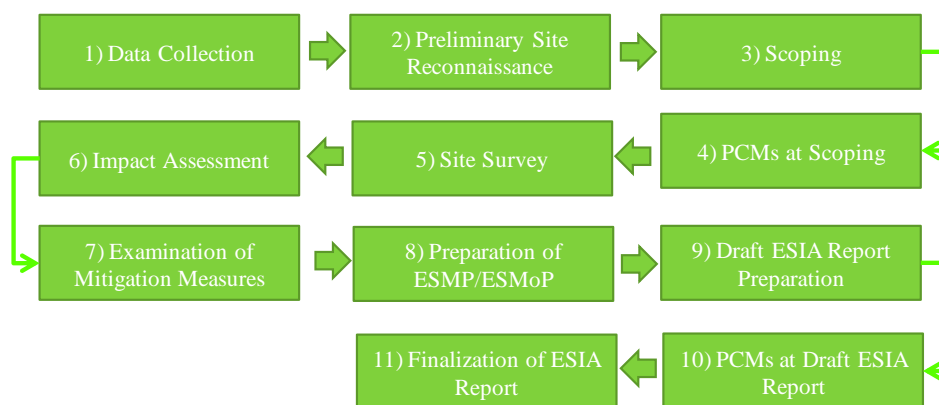 1) Data Collection
2) Preliminary Site
Reconnaissance
3) Scoping
4) PCMs at Scoping
5) Site Survey
6) Impact Assessment
7) Examination of
Mitigation Measures
8) Preparation of
ESMP/ESMoP
9) Draft ESIA Report
Preparation
10) PCMs at Draft ESIA
Report
11) Finalization of ESIA
Report